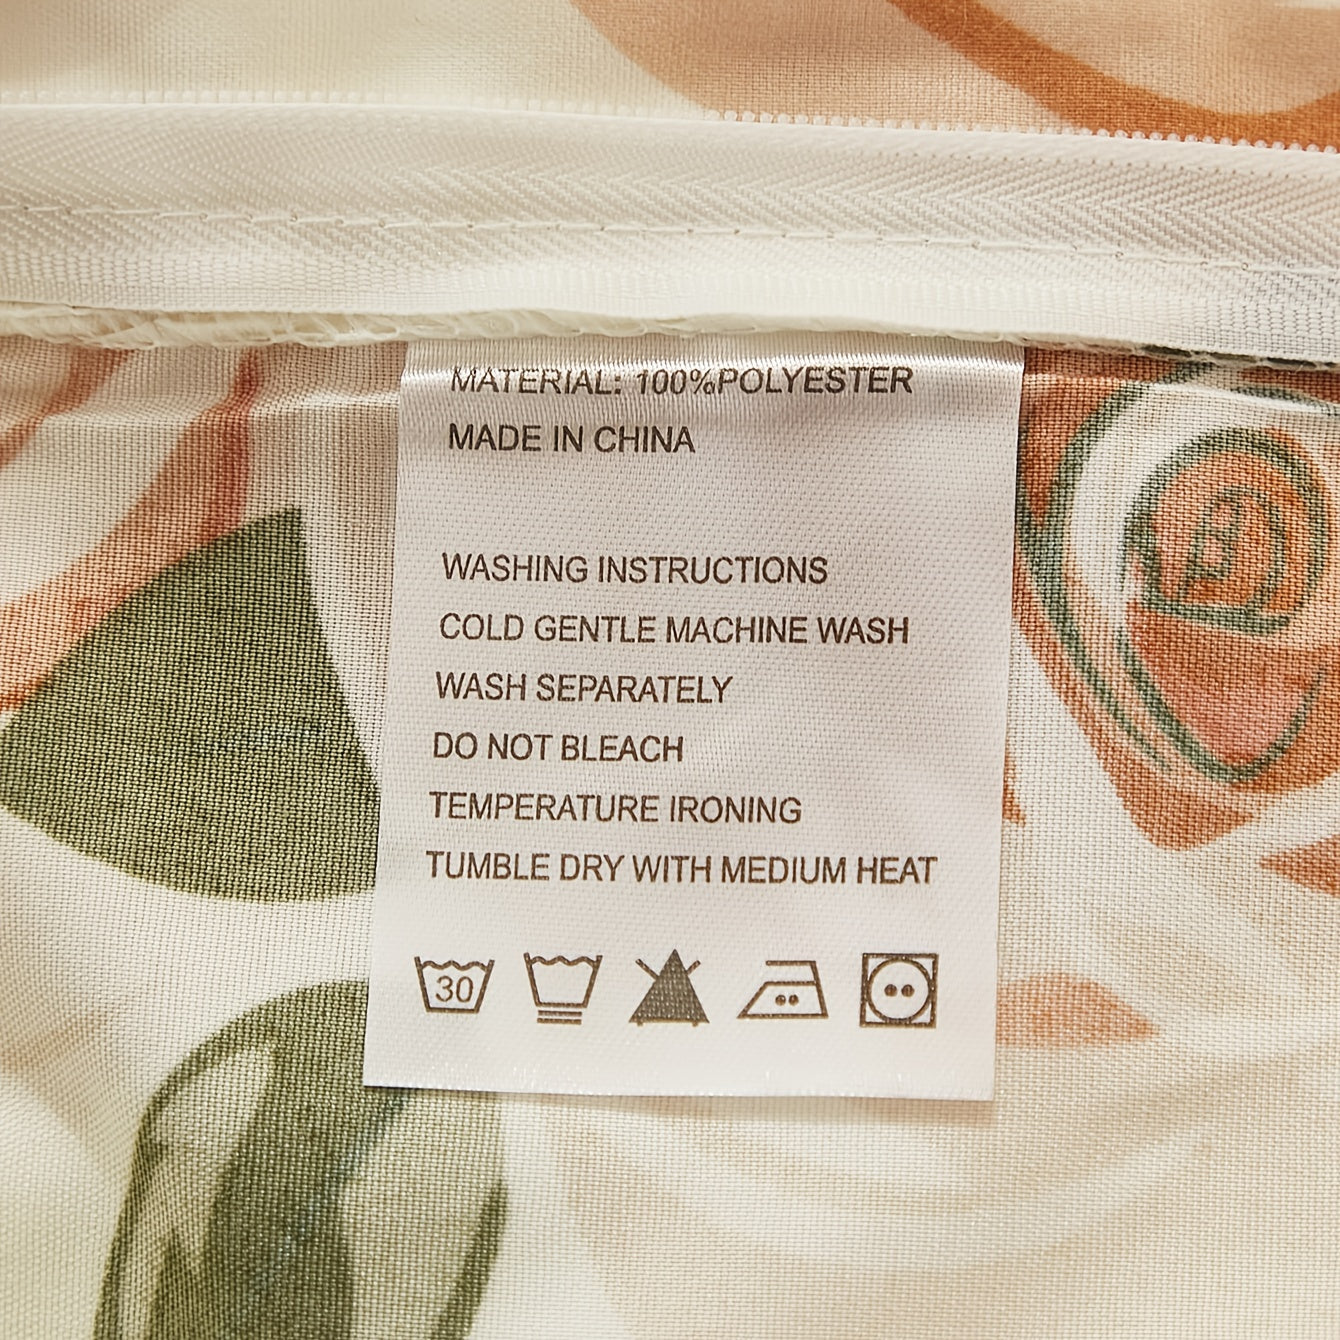 MATERIAL: 100%POLYESTER
MADE IN CHINA
WASHING INSTRUCTIONS
COLD GENTLE MACHINE WASH
WASH SEPARATELY
DO NOT BLEACH
TEMPERATURE IRONING
TUMBLE DRY WITH MEDIUM HEAT
30